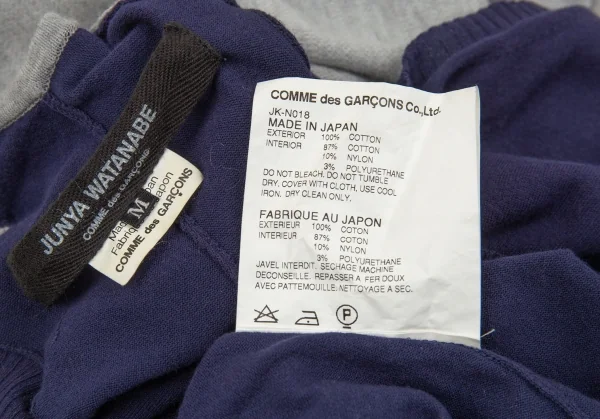 JUNYA WATANABE
COMME des GARÇONS
M
Fabriqué au Japon
COMME des GARÇONS
COMME des GARÇONS Co.,Ltd.
JK-N018
MADE IN JAPAN
EXTERIOR 100% COTTON
INTERIOR 87% COTTON
10% NYLON
3% POLYURETHANE
DO NOT BLEACH. DO NOT TUMBLE
DRY. COVER WITH CLOTH. USE COOL
IRON. DRY CLEAN ONLY.
FABRIQUE AU JAPON
EXTERIEUR 100% COTON
INTERIEUR 87% COTON
10% NYLON
3% POLYURETHANE
JAVEL INTERDIT. SECHAGE MACHINE
DECONSEILLE. REPASSER A FER DOUX
AVEC PATTEMOUILLE. NETTOYAGE A SEC.
P